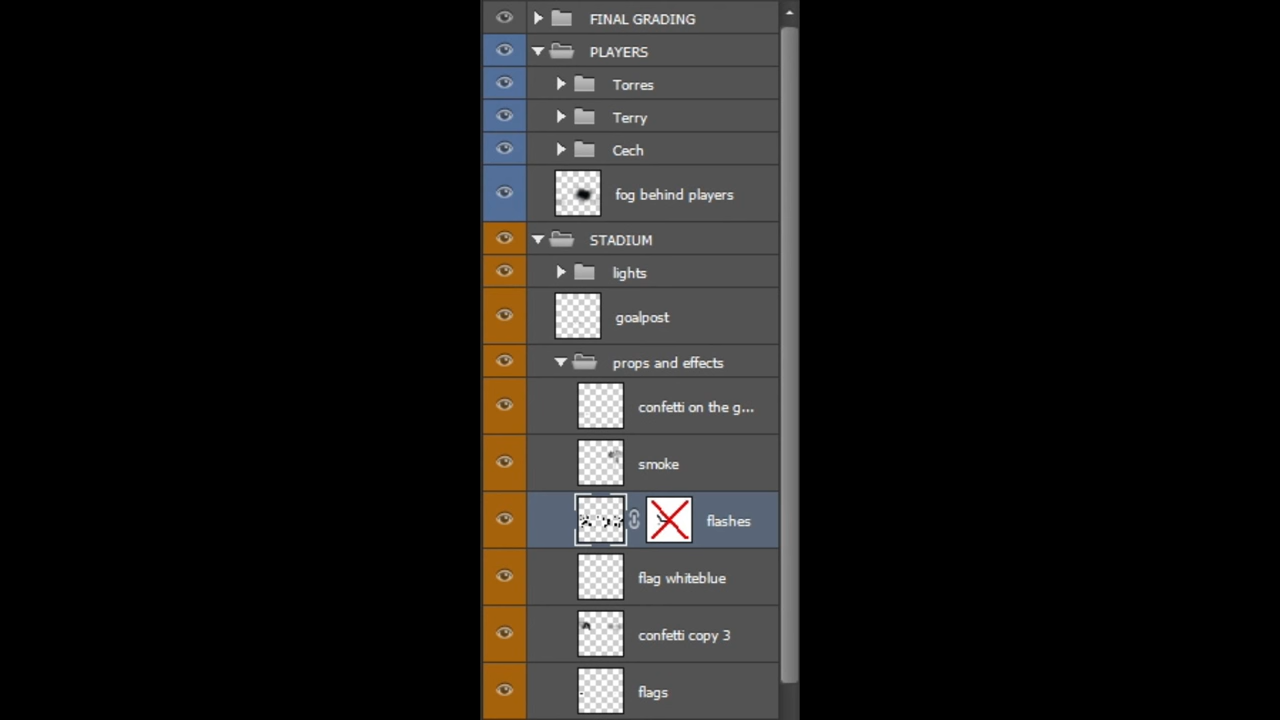 FINAL GRADING
PLAYERS
Torres
Terry
Cech
fog behind players
STADIUM
lights
goalpost
props and effects
confetti on the g...
smoke
flashes
flag whiteblue
confetti copy 3
flags